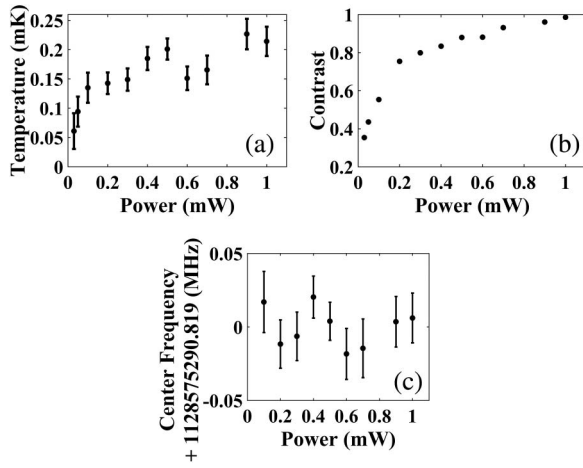 Temperature (mK)
0.25
0.2
0.15
0.1
0.05
0
0 0.2 0.4 0.6 0.8 1
Power (mW)
(a)
Contrast
1
0.8
0.6
0.4
0.2
0 0.2 0.4 0.6 0.8 1
Power (mW)
(b)
Center Frequency
+ 1128575290.819 (MHz)
0.05
0
-0.05
0.2 0.4 0.6 0.8 1
Power (mW)
(c)